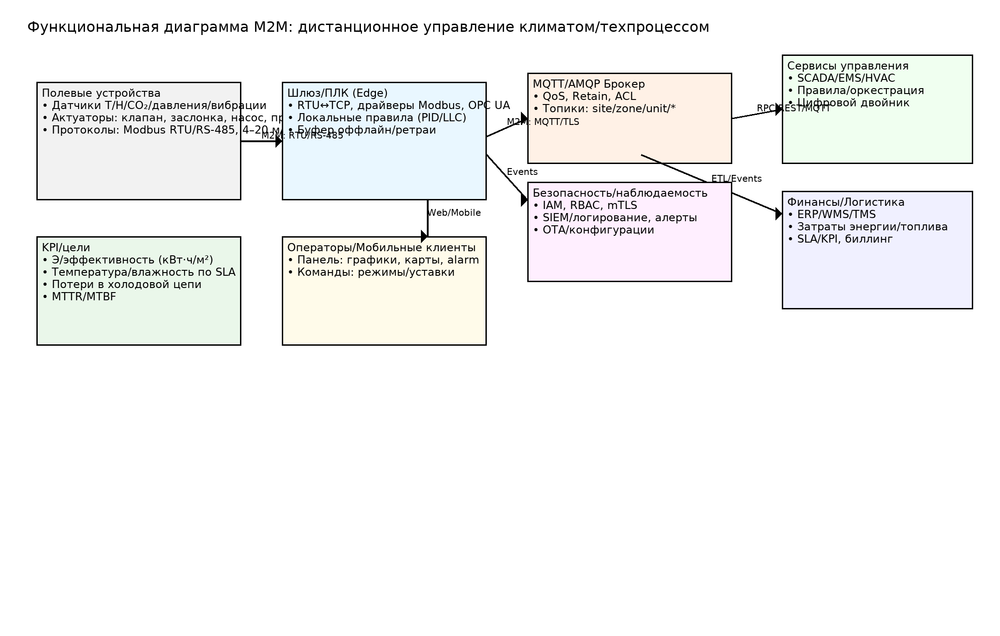 Функциональная диаграмма M2M: дистанционное управление климатом/техпроцессом
Полевые устройства
• Датчики T/H/CO₂/давления/вибрации
• Актуаторы: клапан, заслонка, насос,
• Протоколы: Modbus RTU/RS-485, 4–20
M2M: RTU/RS-485
Шлюз/ПЛК (Edge)
• RTU↔TCP, драйверы Modbus, OPC UA
• Локальные правила (PID/LLC)
• Буфер оффлайн/ретраи
M2M: MQTT/TLS
Events
Web/Mobile
MQTT/AMQP Брокер
• QoS, Retain, ACL
• Топики: site/zone/unit/*
RPC/REST/MQTT
ETL/Events
Сервисы управления
• SCADA/EMS/HVAC
• Правила/оркестрация
• Цифровой двойник
KPI/цели
• Э/эффективность (кВт·ч/м²)
• Температура/влажность по SLA
• Потери в холодовой цепи
• MTTR/MTBF
Операторы/Мобильные клиенты
• Панель: графики, карты, alarm
• Команды: режимы/уставки
Безопасность/наблюдаемость
• IAM, RBAC, mTLS
• SIEM/логирование, алерты
• OTA/конфигурации
Финансы/Логистика
• ERP/WMS/TMS
• Затраты энергии/топлива
• SLA/KPI, биллинг